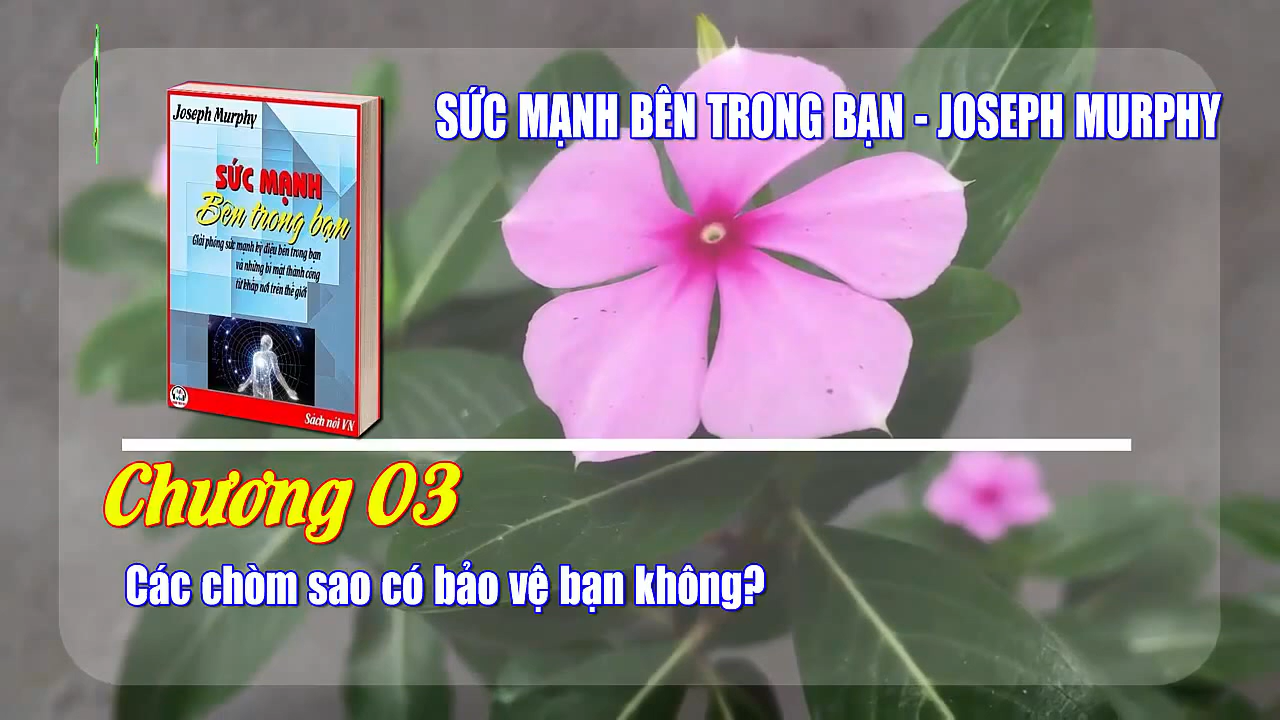 SỨC MẠNH BÊN TRONG BẠN - JOSEPH MURPHY
Joseph Murphy
SỨC MẠNH
Bên trong bạn
Giải phóng sức mạnh kỳ diệu bên trong bạn
và những bí mật thành công
từ khắp nơi trên thế giới
Sách nói VN
Chương 03
Các chòm sao có bảo vệ bạn không?